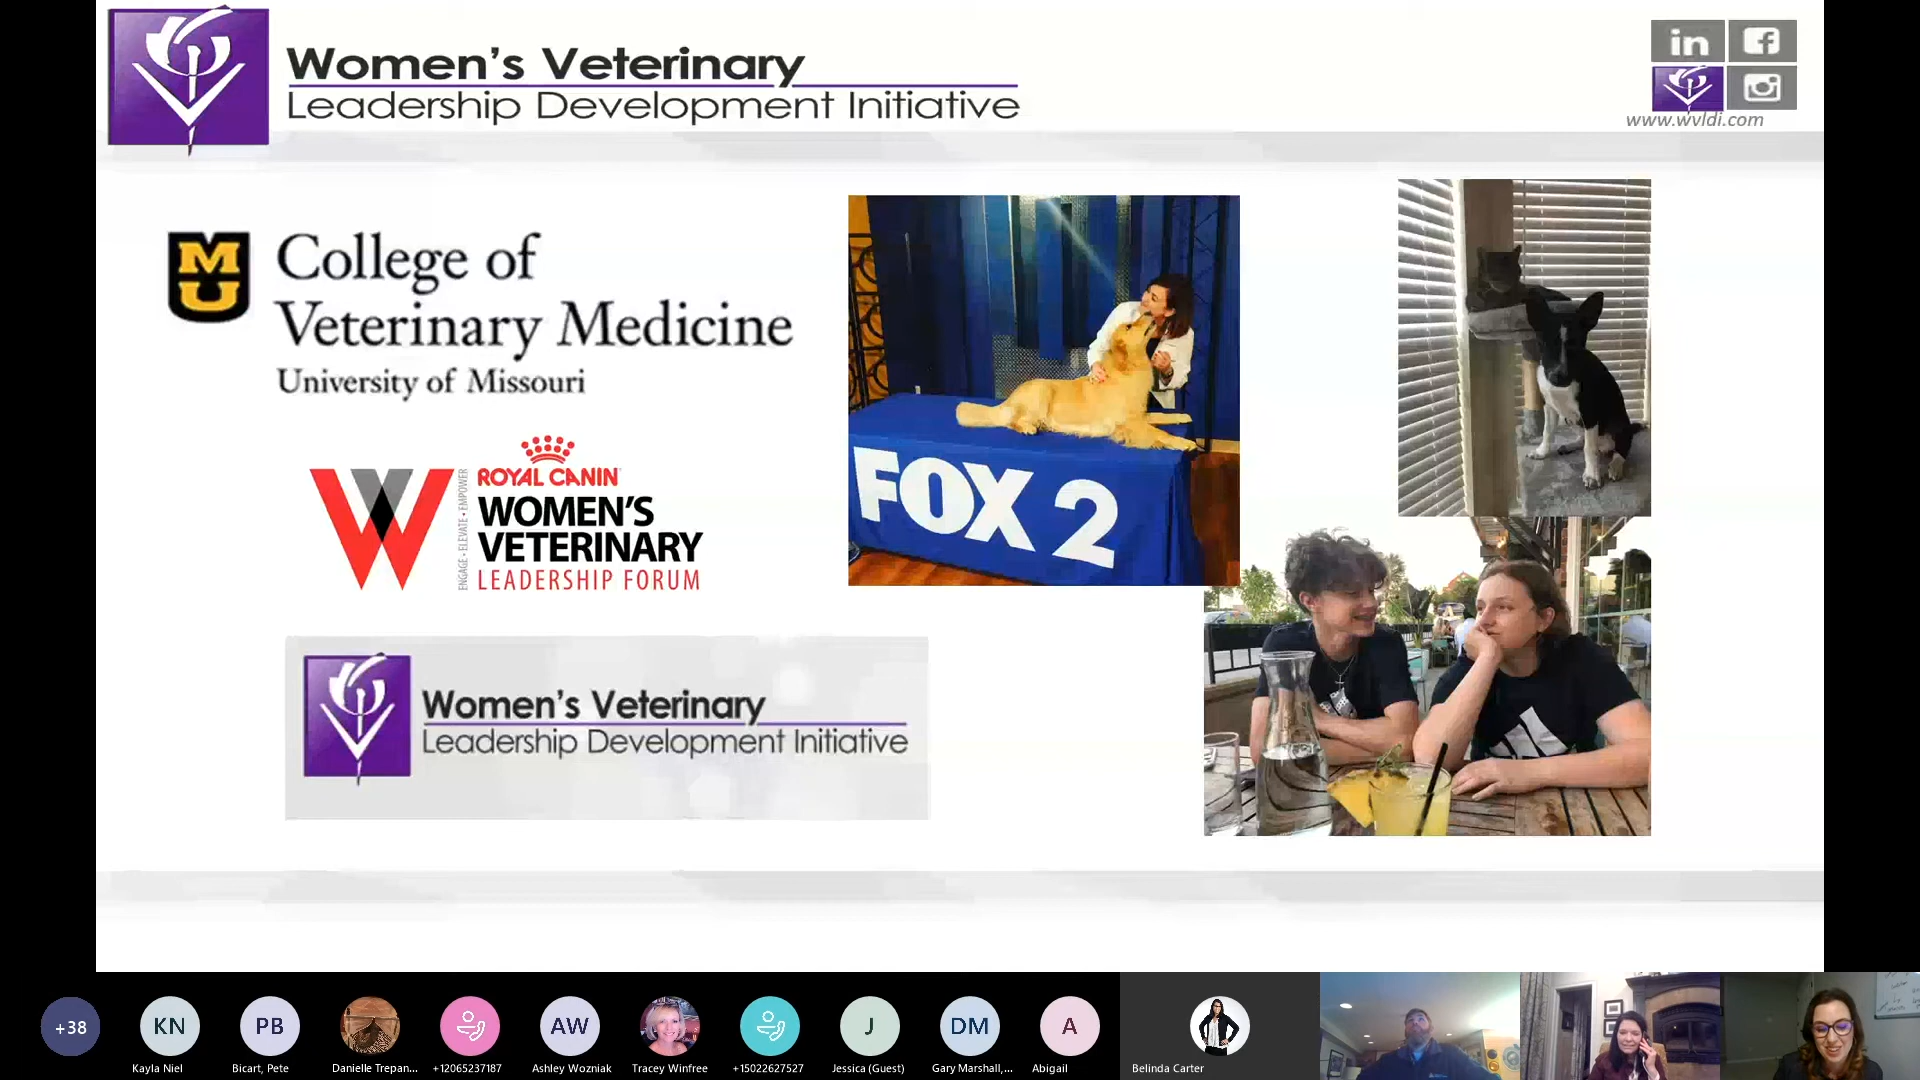 Women's Veterinary
Leadership Development Initiative
in
f
www.wvldi.com
MU
College of
Veterinary Medicine
University of Missouri
ROYAL CANIN
WOMEN'S
VETERINARY
LEADERSHIP FORUM
ENGAGE • ELEVATE • EMPOWER
W
FOX 2
Women's Veterinary
Leadership Development Initiative
+38
KN
PB
AW
J
DM
A
Kayla Niel
Bicart, Pete
Danielle Trepan...
+12065237187
Ashley Wozniak
Tracey Winfree
+15022627527
Jessica (Guest)
Gary Marshall,...
Abigail
Belinda Carter